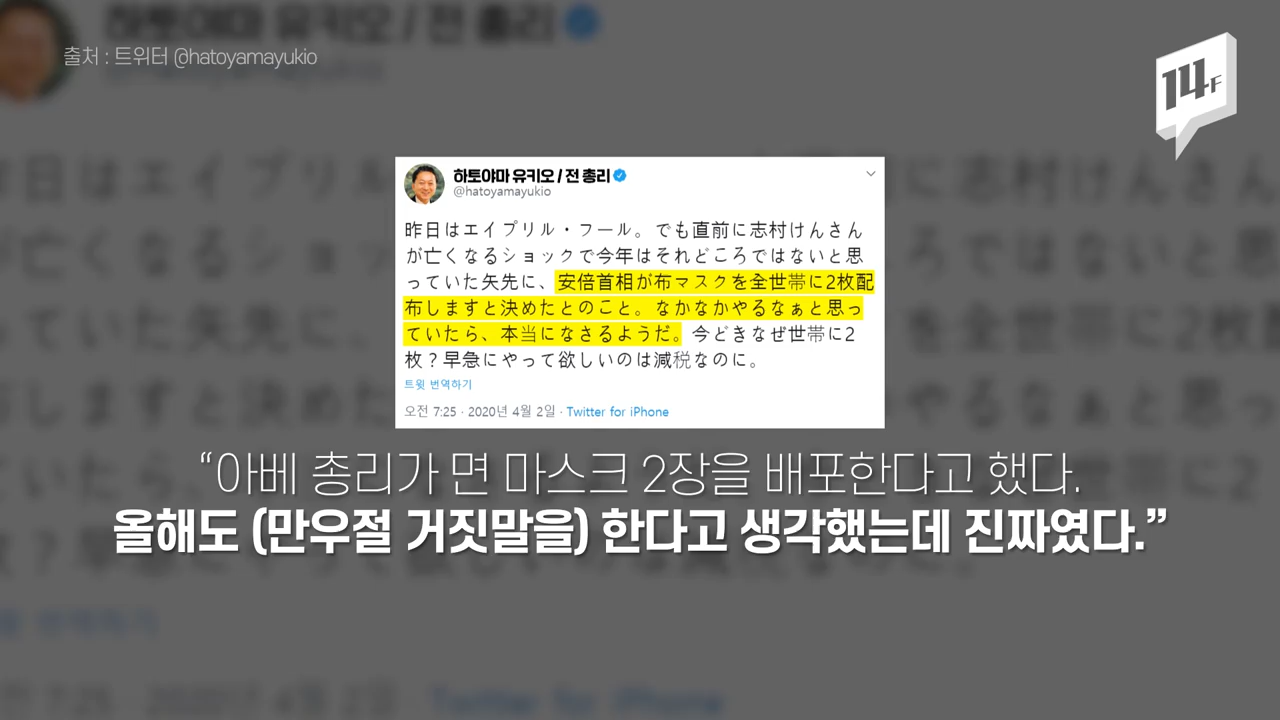 출처 : 트위터 @hatoyamayukio
14F
하토야마 유키오 / 전 총리
@hatoyamayukio
昨日はエイプリル・フール。でも直前に志村けんさん
が亡くなるショックで今年はそれどころではないと思
っていた矢先に、安倍首相が布マスクを全世帯に2枚配
布しますと決めたとのこと。なかなかやるなぁと思っ
ていたら、本当になさるようだ。今どきなぜ世帯に2
枚？早急にやって欲しいのは減税なのに。
트윗 번역하기
오전 7:25 · 2020년 4월 2일 · Twitter for iPhone
“아베 총리가 면 마스크 2장을 배포한다고 했다.
올해도 (만우절 거짓말을) 한다고 생각했는데 진짜였다.”